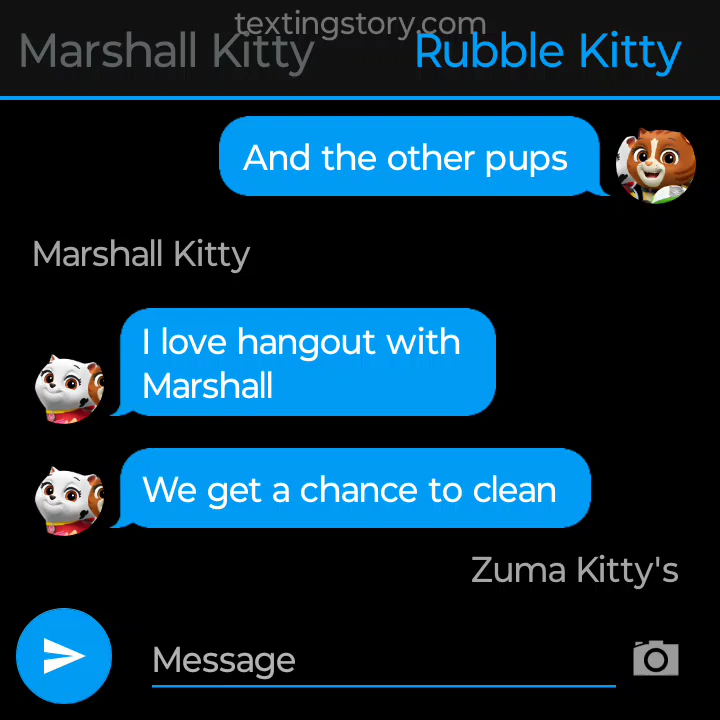 textingstory.com
Marshall Kitty
Rubble Kitty
And the other pups
Marshall Kitty
I love hangout with
Marshall
We get a chance to clean
Zuma Kitty's
Message